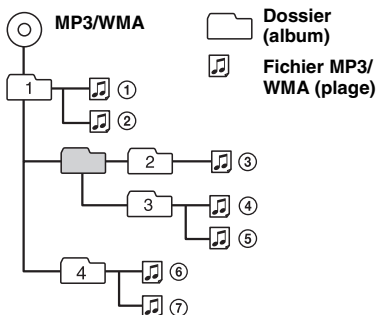 MP3/WMA
Dossier
(album)
Fichier MP3/
WMA (plage)
1
①
②
2
③
3
④
⑤
4
⑥
⑦